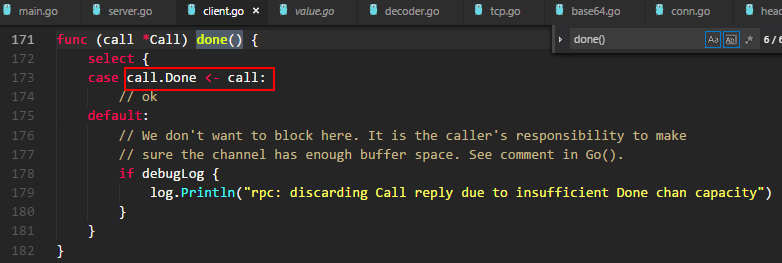 main.go server.go client.go × value.go decoder.go tcp.go base64.go conn.go head
171 func (call *Call) done() {
done() Aa Abl .* 6/6
172 select {
173 case call.Done <- call:
174 // ok
175 default:
176 // We don't want to block here. It is the caller's responsibility to make
177 // sure the channel has enough buffer space. See comment in Go().
178 if debugLog {
179 log.Println("rpc: discarding Call reply due to insufficient Done chan capacity")
180 }
181 }
182 }